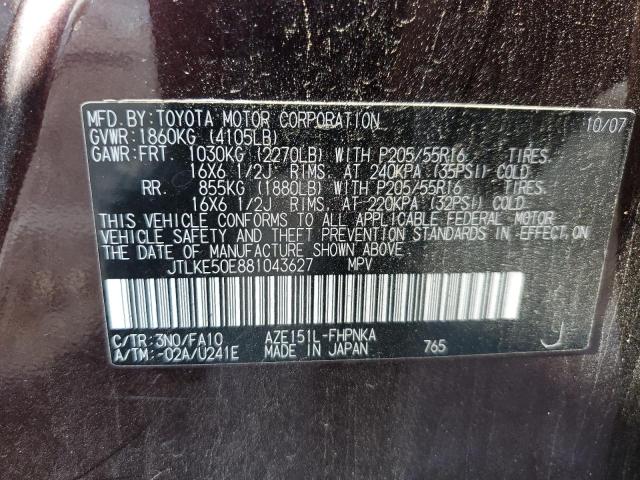 MFD.BY:TOYOTA MOTOR CORPORATION 10/07
GVWR:1860KG (4105LB)
GAWR:FRT. 1030KG (2270LB) WITH P205/55R16 TIRES.
16X6 1/2J RIMS. AT 240KPA (35PSI) COLD
RR. 855KG (1880LB) WITH P205/55R16 TIRES.
16X6 1/2J RIMS. AT 220KPA (32PSI) COLD
THIS VEHICLE CONFORMS TO ALL APPLICABLE FEDERAL MOTOR
VEHICLE SAFETY AND THEFT PREVENTION STANDARDS IN EFFECT ON
THE DATE OF MANUFACTURE SHOWN ABOVE.
JTLKE50E881043627 MPV
C/TR:3N0/FA10 AZE151L-FHPNKA J
A/TM:-02A/U241E MADE IN JAPAN 765